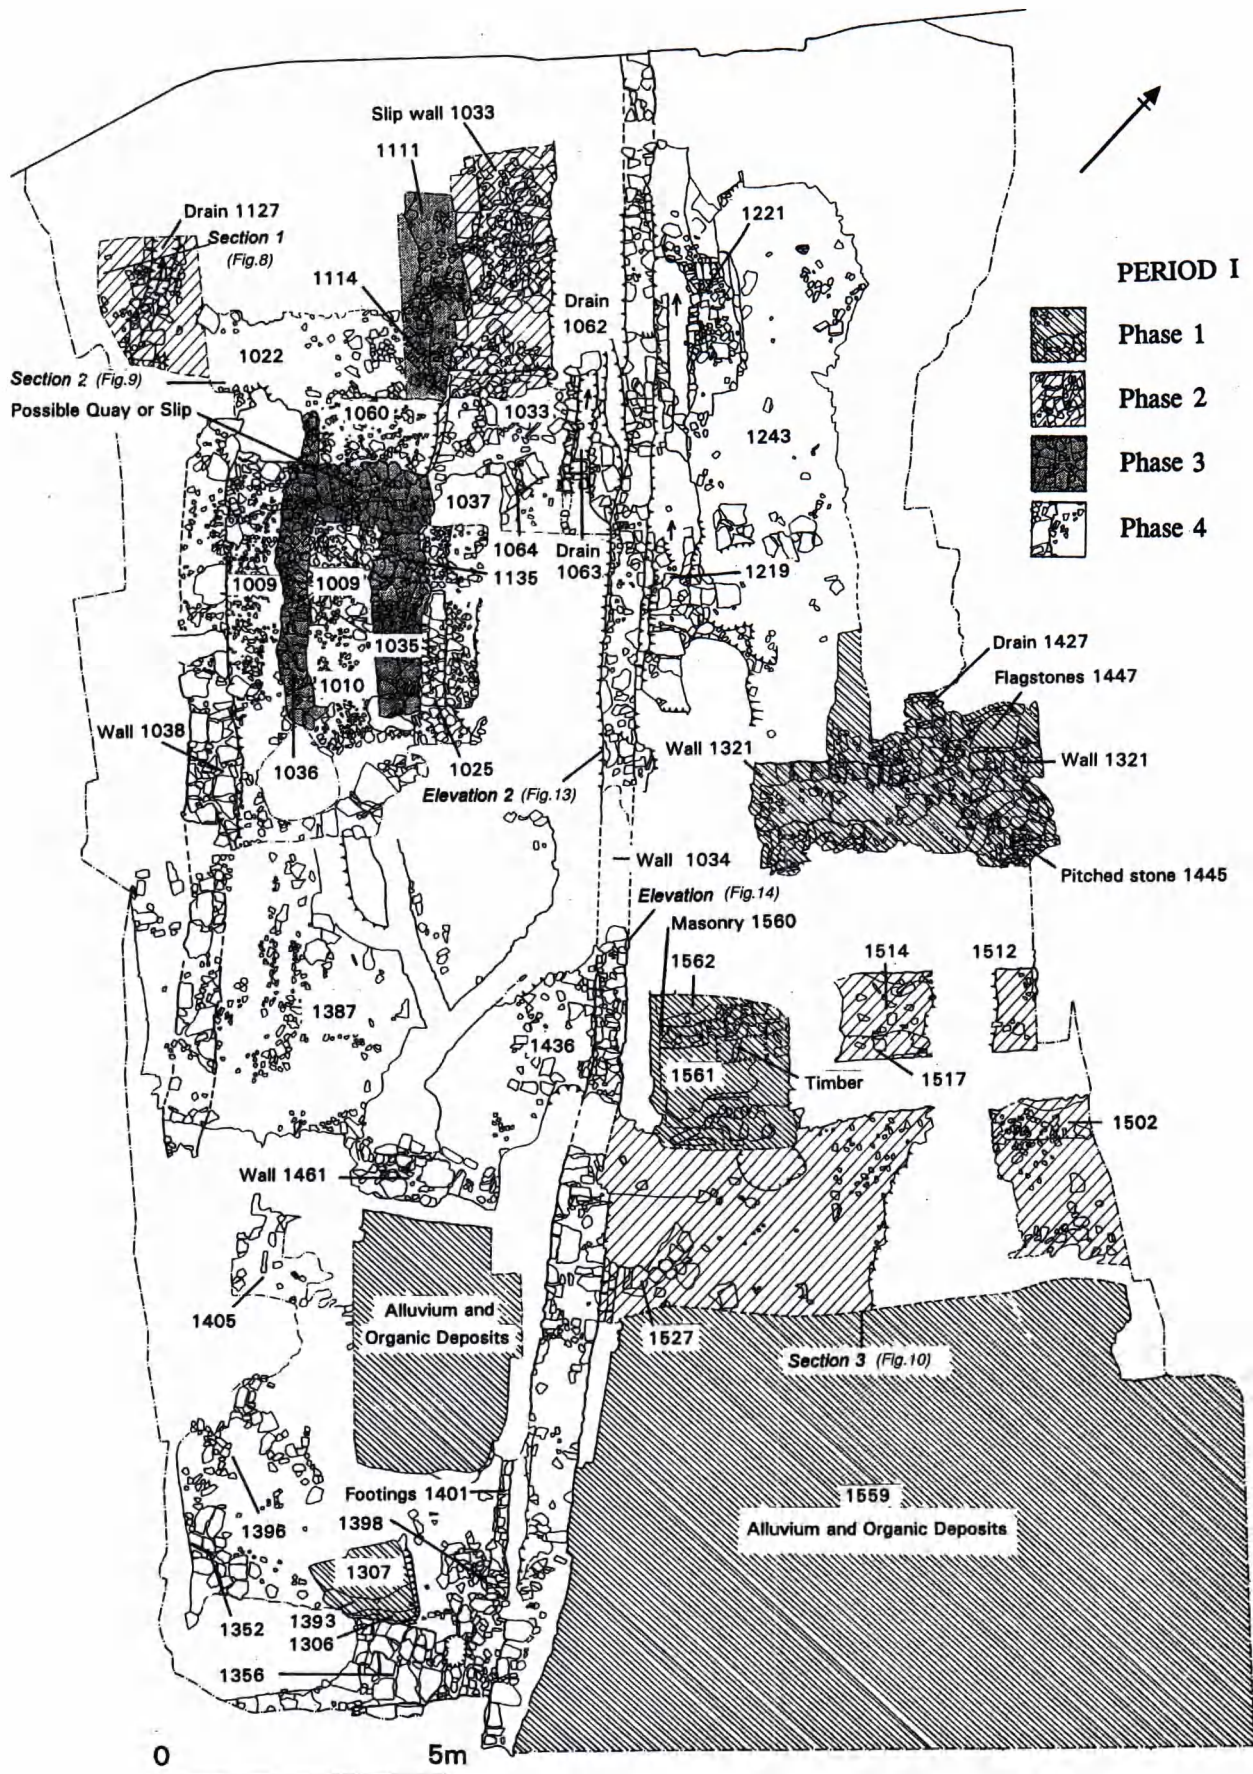 Slip wall 1033
1111
Drain 1127
Section 1
(Fig.8)
1221
PERIOD I
1114
Drain
1062
Phase 1
1022
Section 2 (Fig.9)
Possible Quay or Slip
1060
1033
Phase 2
1243
Phase 3
1037
1064
Drain
1063
Phase 4
1009
1009
1135
1219
1035
1010
Drain 1427
Flagstones 1447
Wall 1038
1036
1025
Wall 1321
Wall 1321
Elevation 2 (Fig.13)
Wall 1034
Pitched stone 1445
Elevation (Fig.14)
Masonry 1560
1562
1514
1512
1387
1436
1561
Timber
1517
1502
Wall 1461
1405
Alluvium and
Organic Deposits
1527
Section 3 (Fig.10)
Footings 1401
1559
1396
1398
Alluvium and Organic Deposits
1307
1352
1393
1306
1356
0 5m